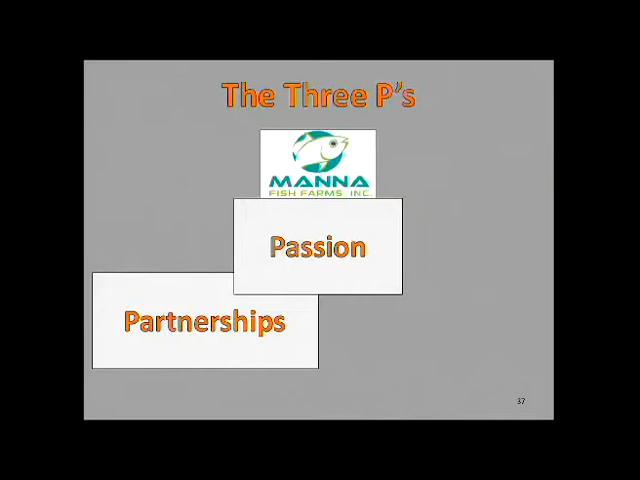 The Three P's
MANNA
FISH FARMS, INC.
Passion
Partnerships
37